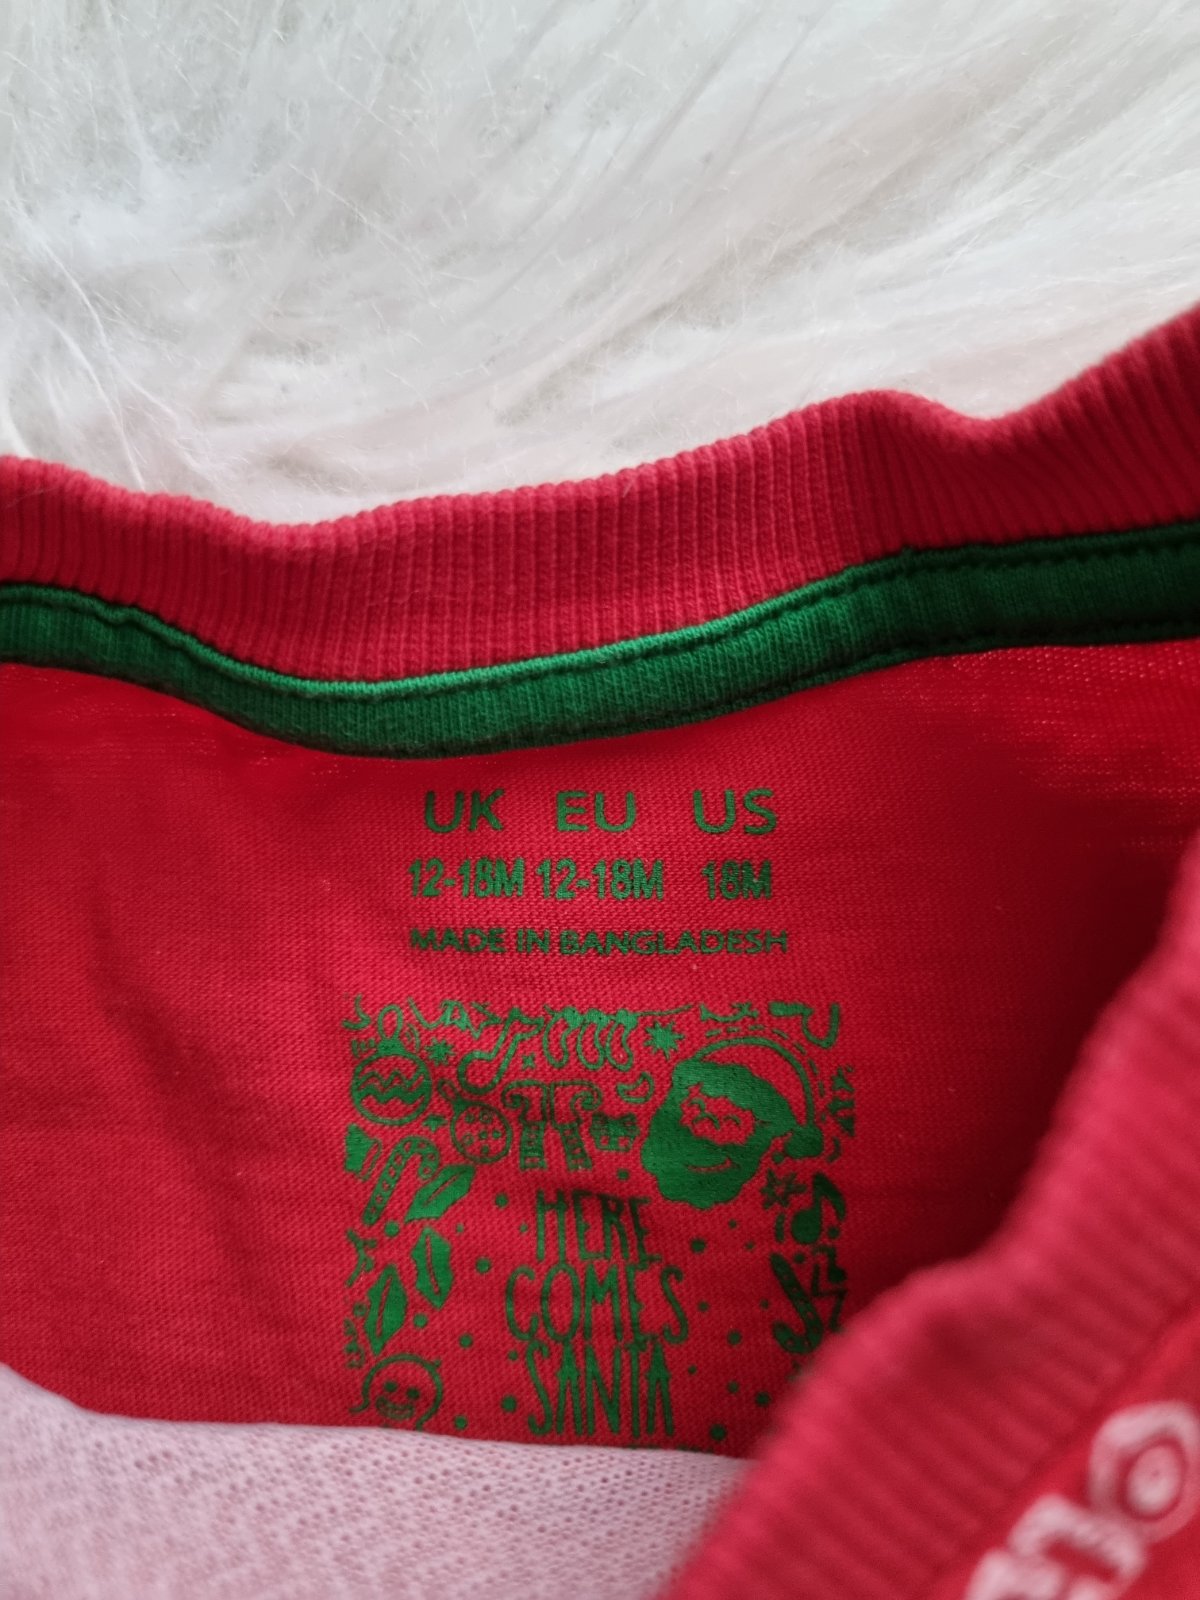 UK EU US
12-18M 12-18M 18M
MADE IN BANGLADESH
HERE
COMES
SANTA